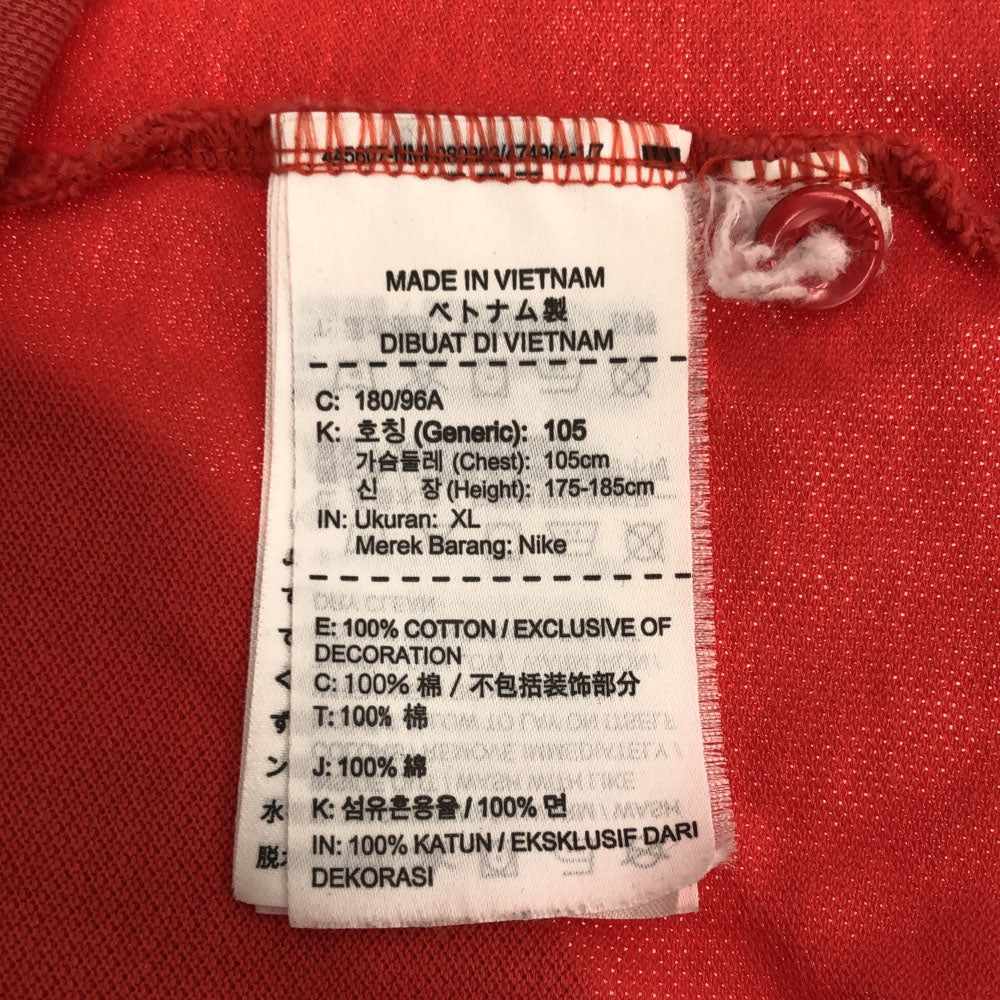 MADE IN VIETNAM
ベトナム製
DIBUAT DI VIETNAM
C: 180/96A
K: 호칭 (Generic): 105
가슴둘레 (Chest): 105cm
신 장 (Height): 175-185cm
IN: Ukuran: XL
Merek Barang: Nike
E: 100% COTTON / EXCLUSIVE OF
DECORATION
C: 100% 棉 / 不包括装饰部分
T: 100% 棉
J: 100% 綿
K: 섬유혼용율 / 100% 면
IN: 100% KATUN / EKSKLUSIF DARI
DEKORASI